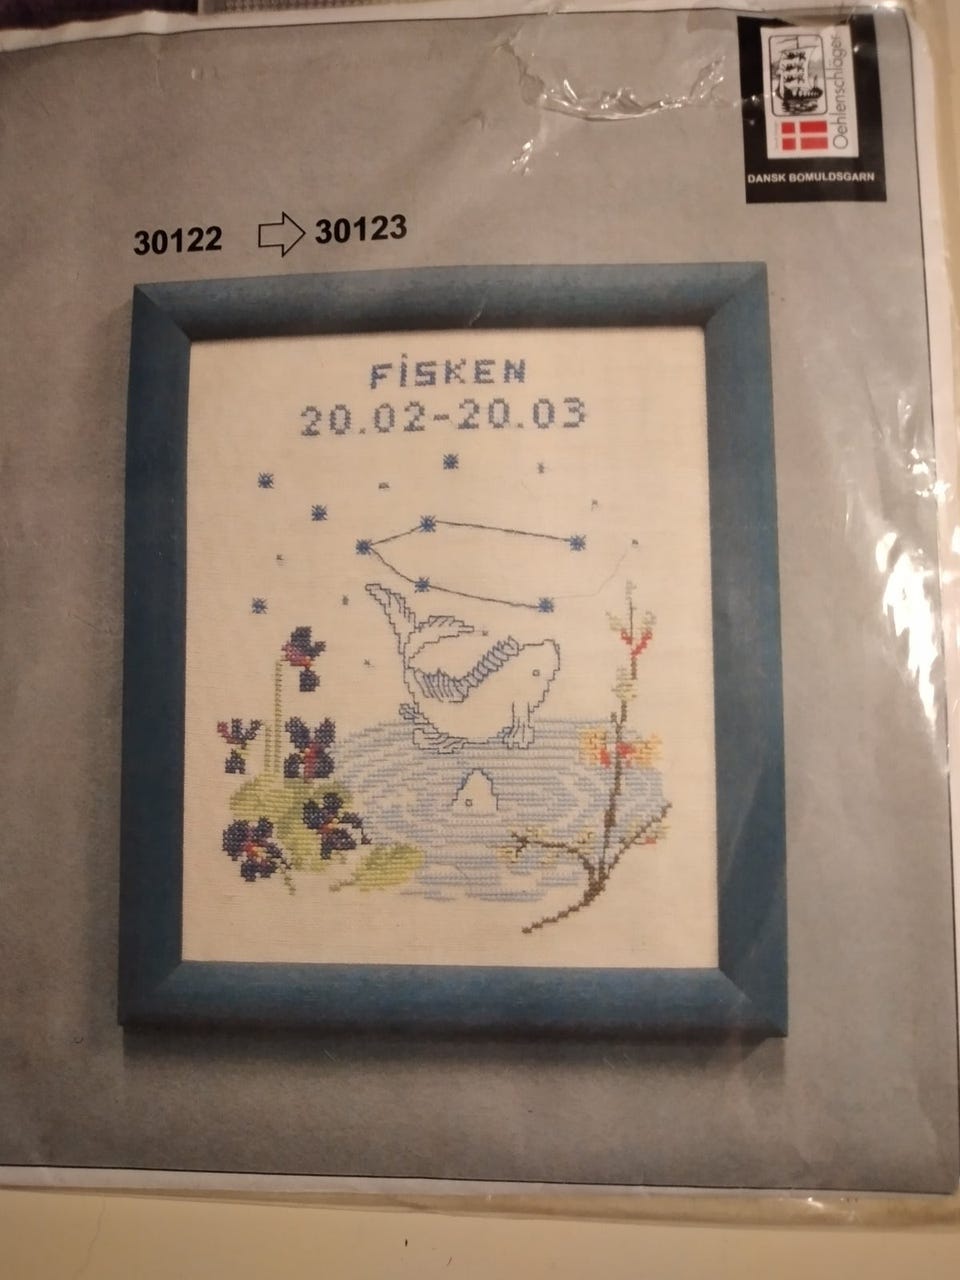 Oehlenschläger
DANSK BOMULDSGARN
30122 30123
FiSKEN
20.02-20.03